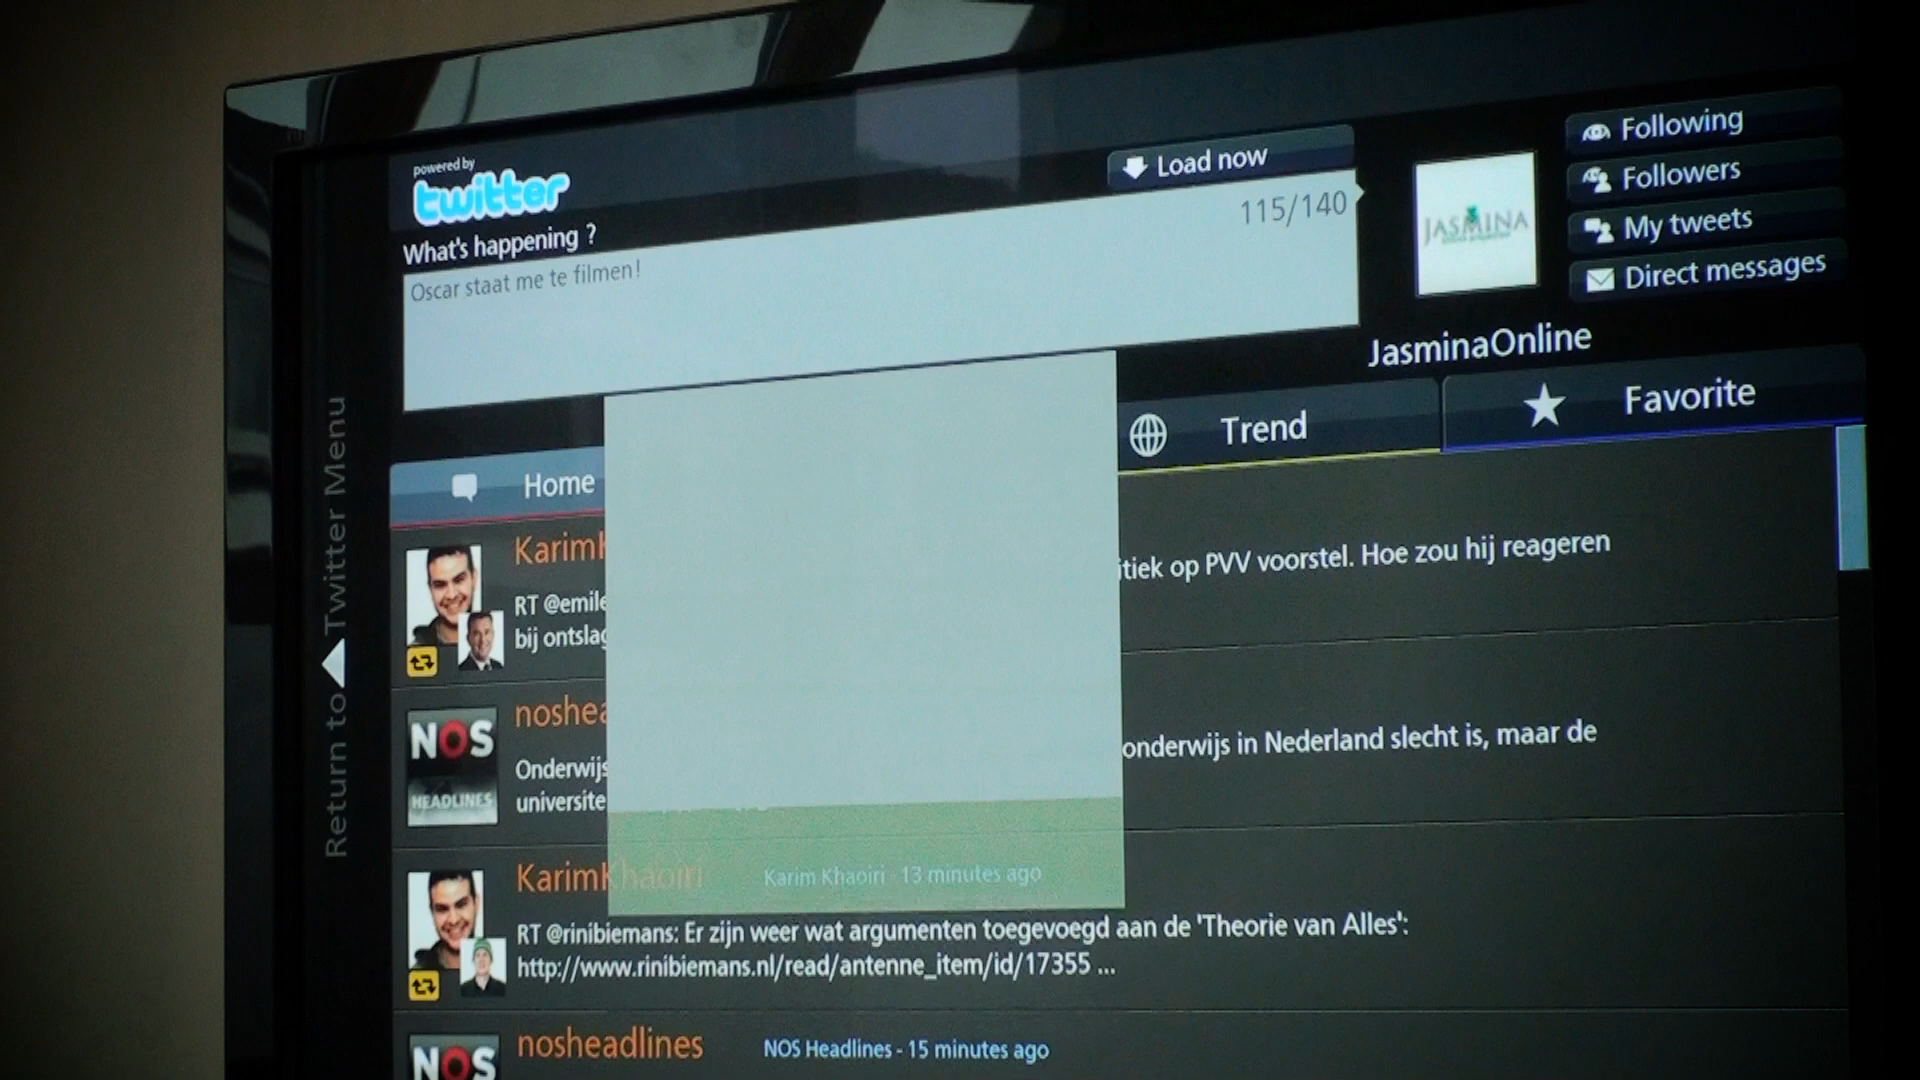 powered by
twitter
Load now
What's happening ?
115/140
Oscar staat me te filmen!
JASMINA
Following
Followers
My tweets
Direct messages
JasminaOnline
Return to Twitter Menu
Home
Trend
Favorite
Karim
RT @emile
itiek op PVV voorstel. Hoe zou hij reageren
bij ontslag
NOS
HEADLINES
noshea
Onderwijs
onderwijs in Nederland slecht is, maar de
universite
KarimKhaoiri Karim Khaoiri - 13 minutes ago
RT @rinibiemans: Er zijn weer wat argumenten toegevoegd aan de 'Theorie van Alles':
http://www.rinibiemans.nl/read/antenne_item/id/17355 ...
NOS
nosheadlines NOS Headlines - 15 minutes ago